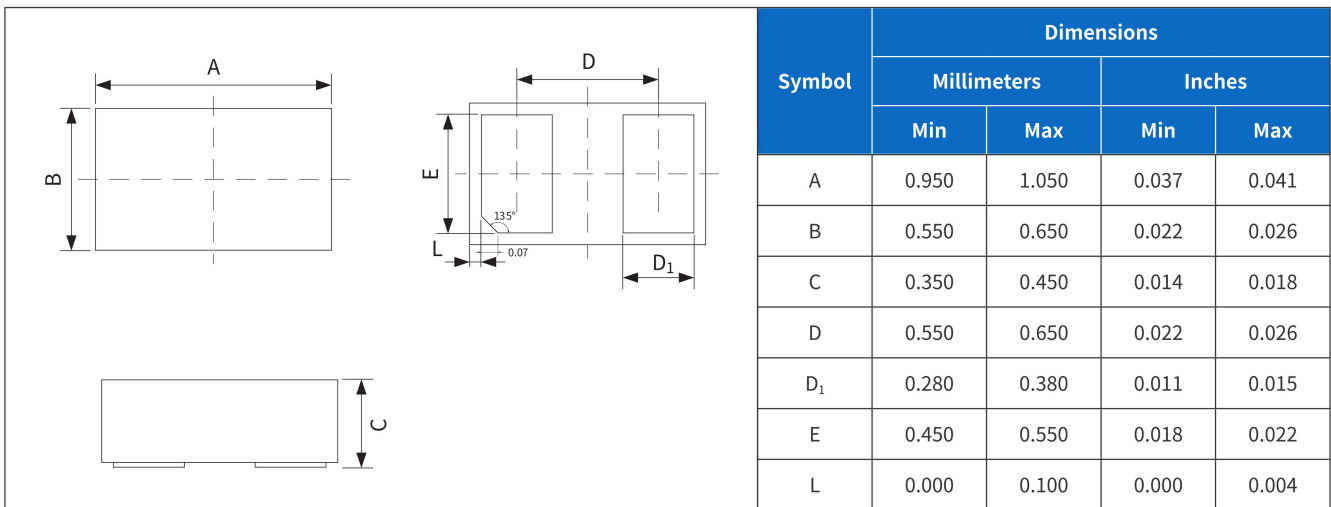 A
B
D
E
135°
L
0.07
D₁
C
Symbol Dimensions
Millimeters Inches
Min Max Min Max
A 0.950 1.050 0.037 0.041
B 0.550 0.650 0.022 0.026
C 0.350 0.450 0.014 0.018
D 0.550 0.650 0.022 0.026
D₁ 0.280 0.380 0.011 0.015
E 0.450 0.550 0.018 0.022
L 0.000 0.100 0.000 0.004